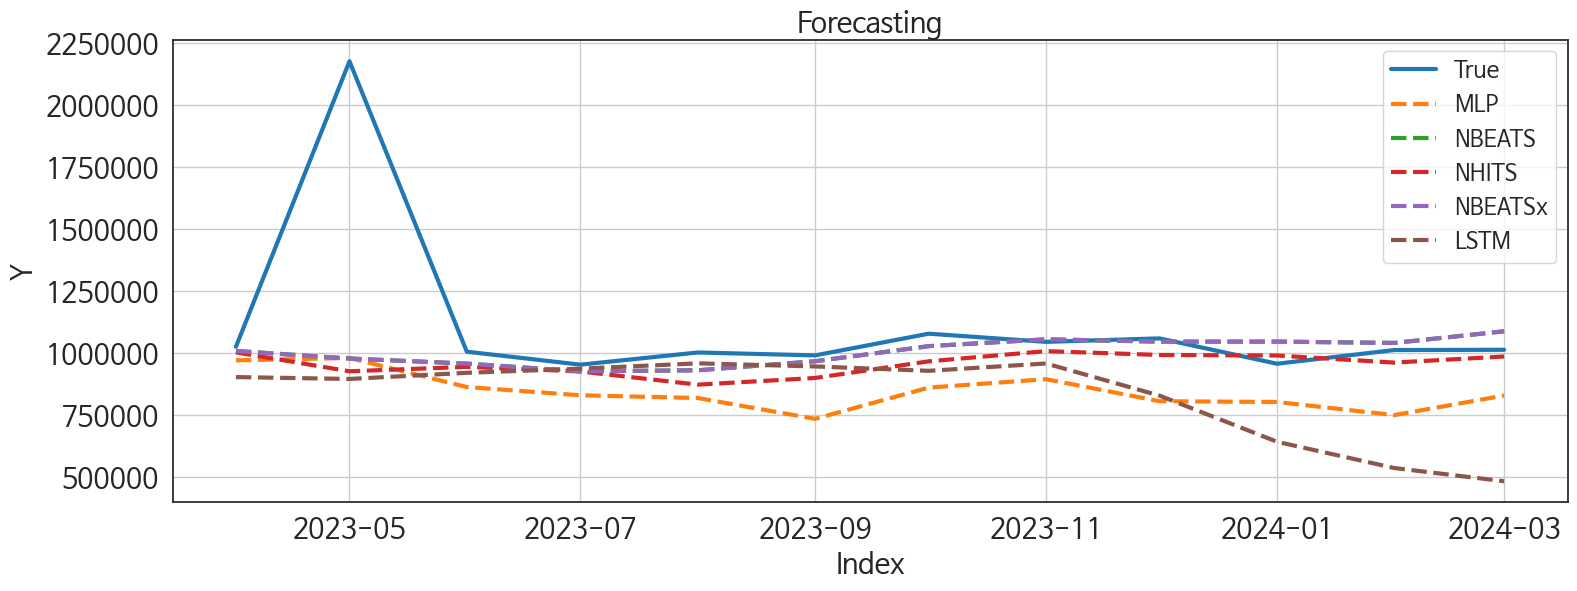 Forecasting
2250000
2000000
1750000
1500000
1250000
1000000
750000
500000
Y
True
MLP
NBEATS
NHITS
NBEATSx
LSTM
2023-05
2023-07
2023-09
2023-11
2024-01
2024-03
Index